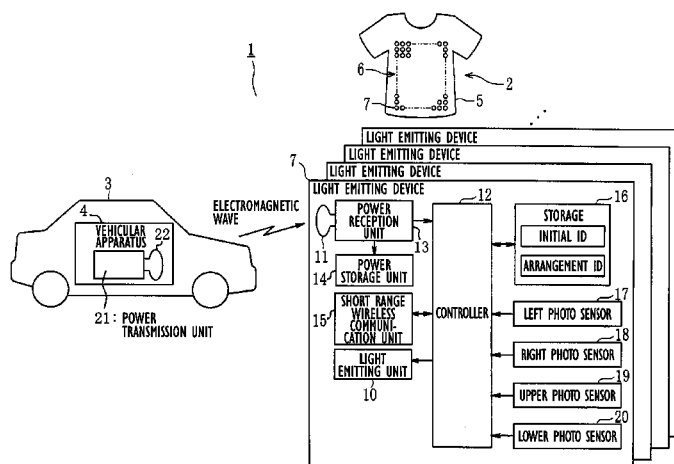 1
6
2
7
5
LIGHT EMITTING DEVICE
LIGHT EMITTING DEVICE
LIGHT EMITTING DEVICE
7
LIGHT EMITTING DEVICE
3
4
VEHICULAR
APPARATUS
22
21: POWER
TRANSMISSION UNIT
ELECTROMAGNETIC
WAVE
11
POWER
RECEPTION
UNIT
13
14
POWER
STORAGE UNIT
15
SHORT RANGE
WIRELESS
COMMUNI-
CATION UNIT
LIGHT
EMITTING UNIT
10
12
CONTROLLER
16
STORAGE
INITIAL ID
ARRANGEMENT ID
17
LEFT PHOTO SENSOR
18
RIGHT PHOTO SENSOR
19
UPPER PHOTO SENSOR
20
LOWER PHOTO SENSOR